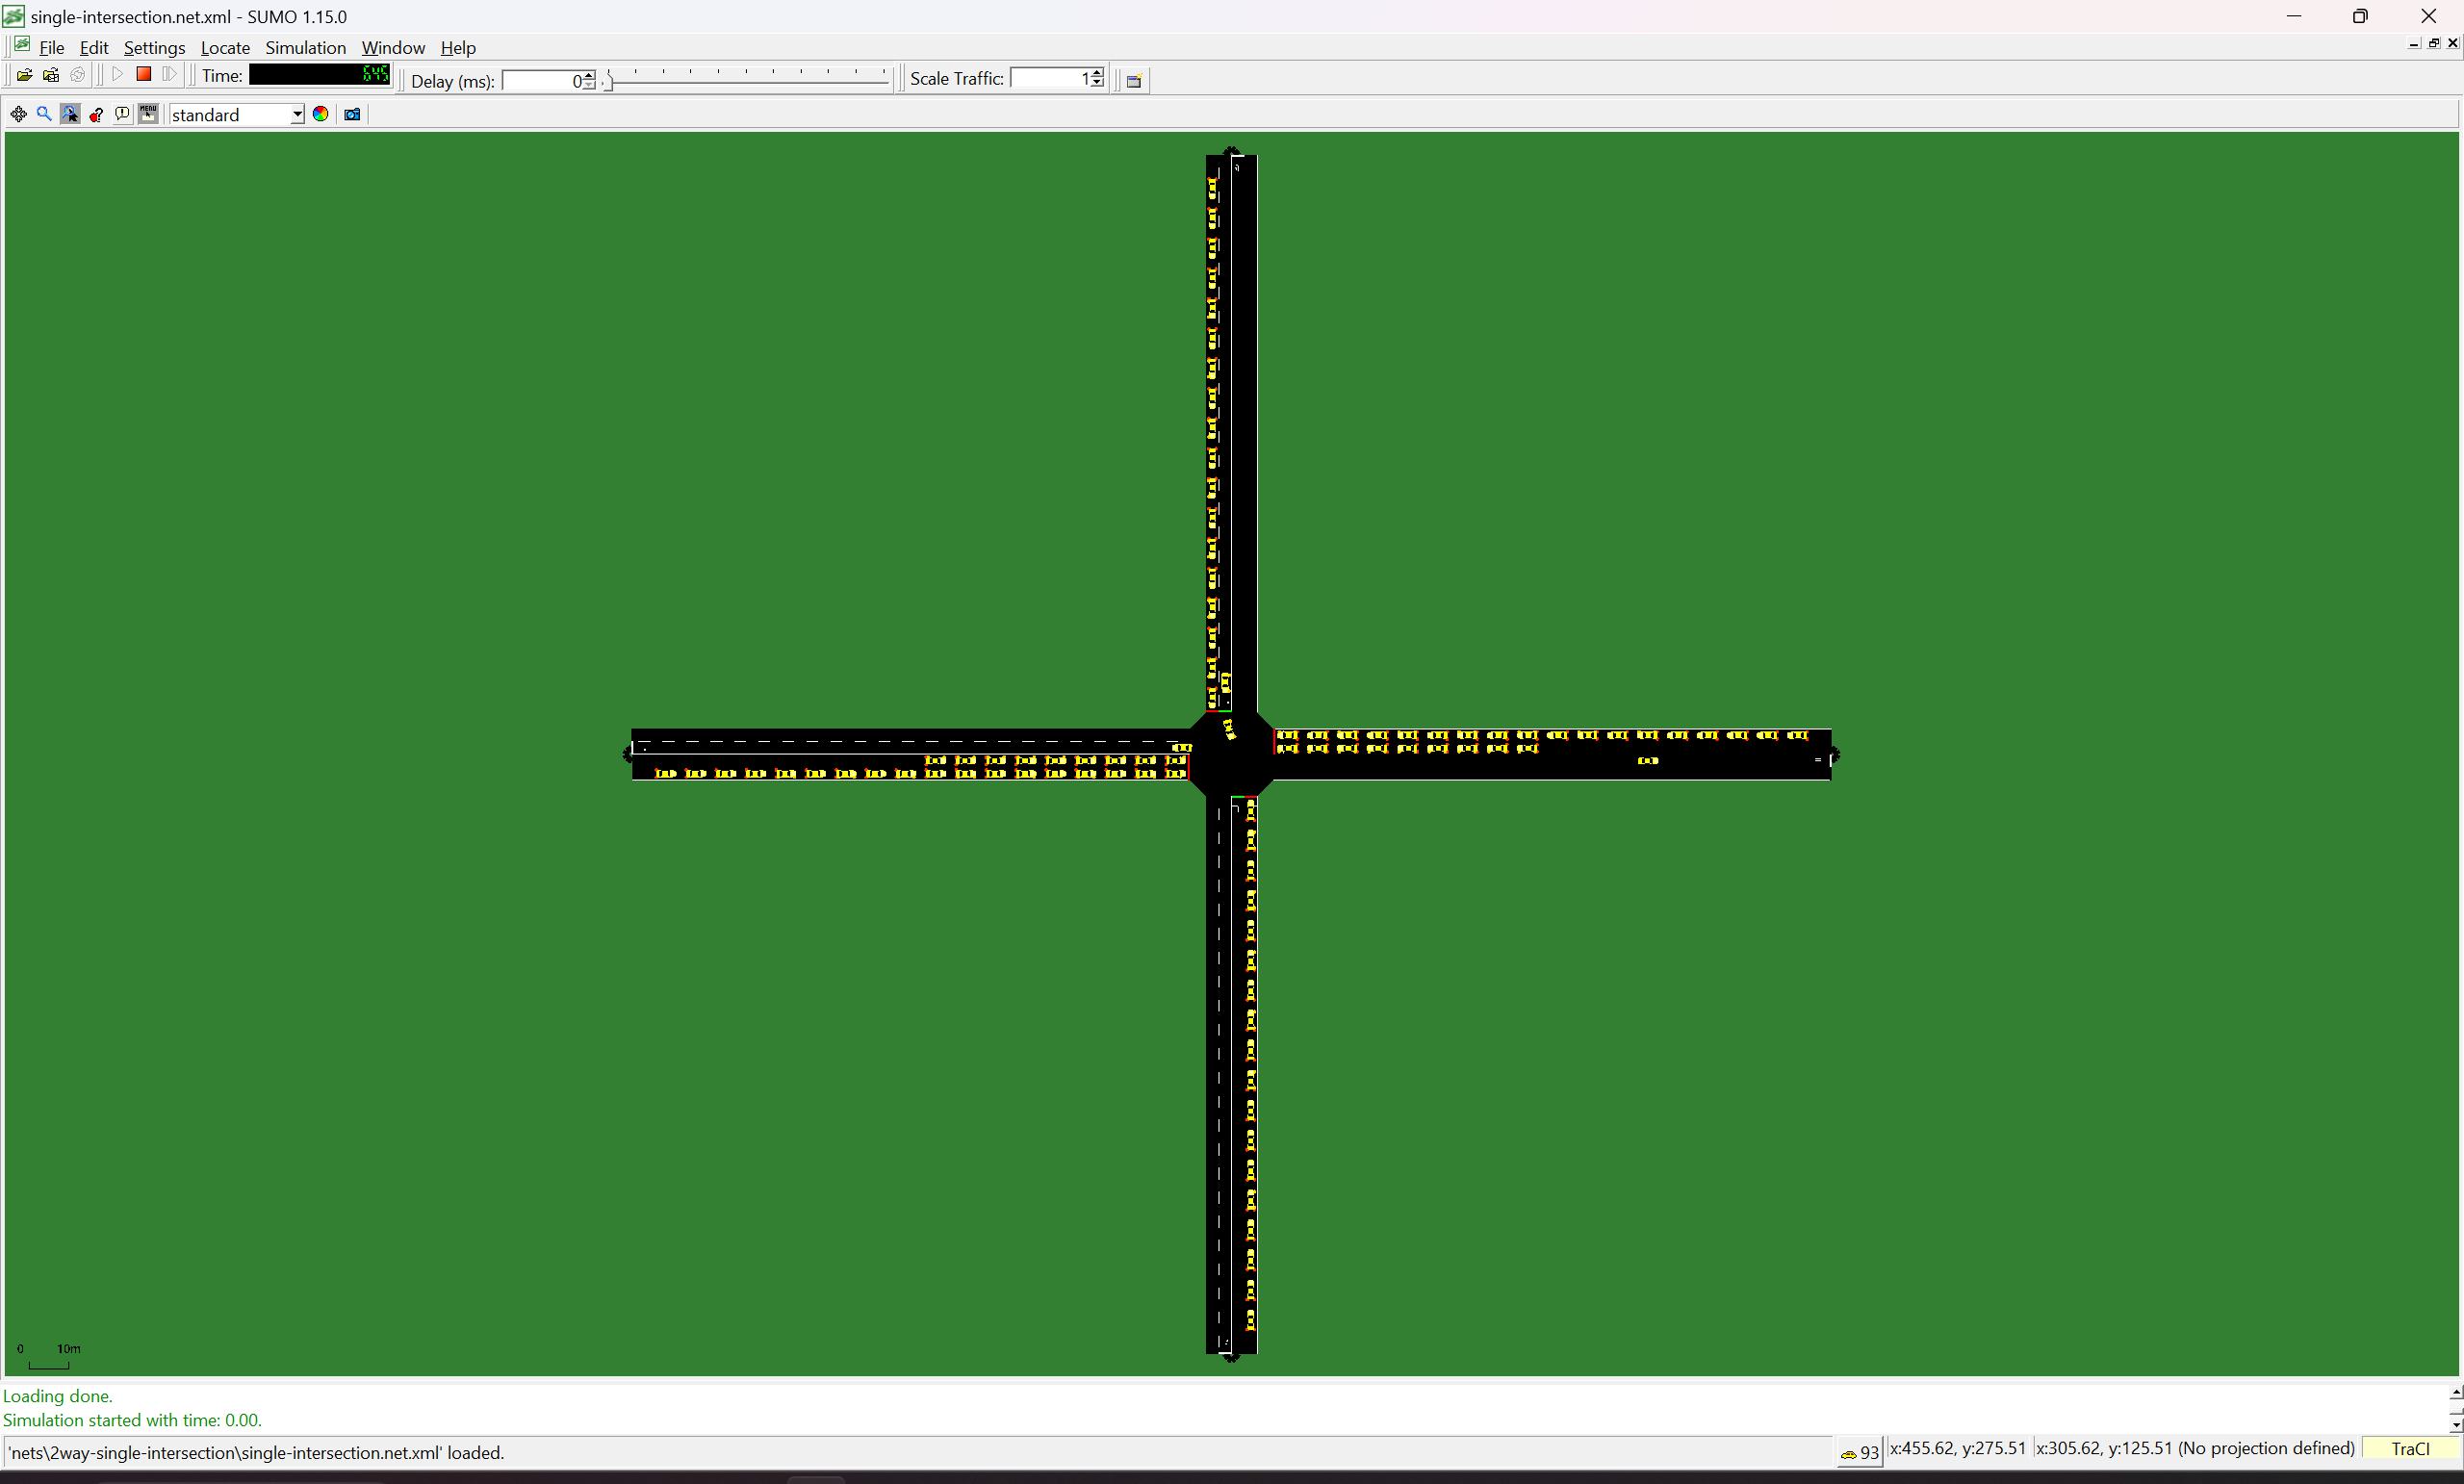 single-intersection.net.xml - SUMO 1.15.0
File Edit Settings Locate Simulation Window Help
Time: 645 Delay (ms): 0 Scale Traffic: 1
MENU standard
0 10m
Loading done.
Simulation started with time: 0.00.
'nets\2way-single-intersection\single-intersection.net.xml' loaded. 93 x:455.62, y:275.51 x:305.62, y:125.51 (No projection defined) TraCI